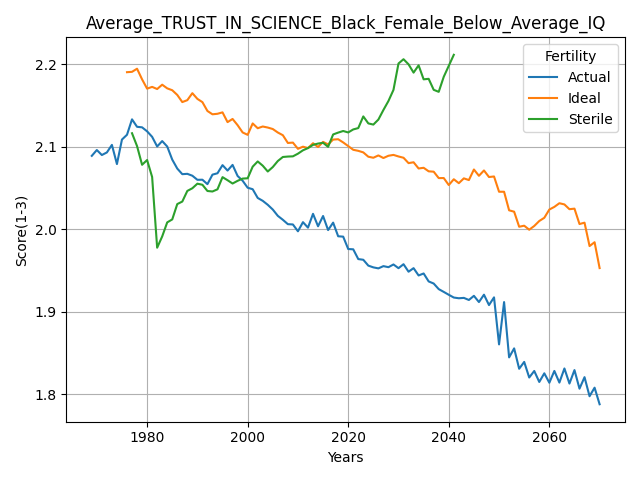 Average_TRUST_IN_SCIENCE_Black_Female_Below_Average_IQ
Fertility
Actual
Ideal
Sterile
Score(1-3)
2.2
2.1
2.0
1.9
1.8
1980 2000 2020 2040 2060
Years